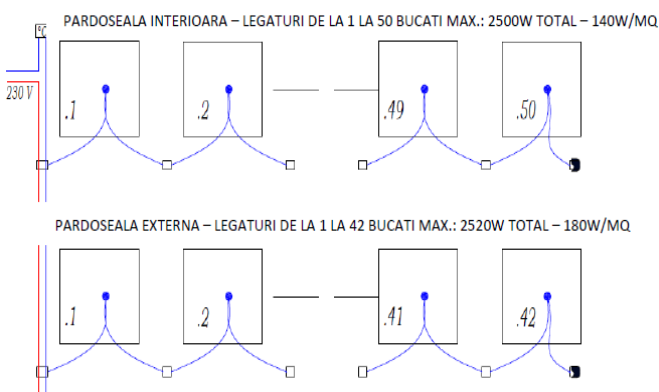 PARDOSEALA INTERIOARA – LEGATURI DE LA 1 LA 50 BUCATI MAX.: 2500W TOTAL – 140W/MQ
°C
230 V
.1 .2 .49 .50
PARDOSEALA EXTERNA – LEGATURI DE LA 1 LA 42 BUCATI MAX.: 2520W TOTAL – 180W/MQ
.1 .2 .41 .42